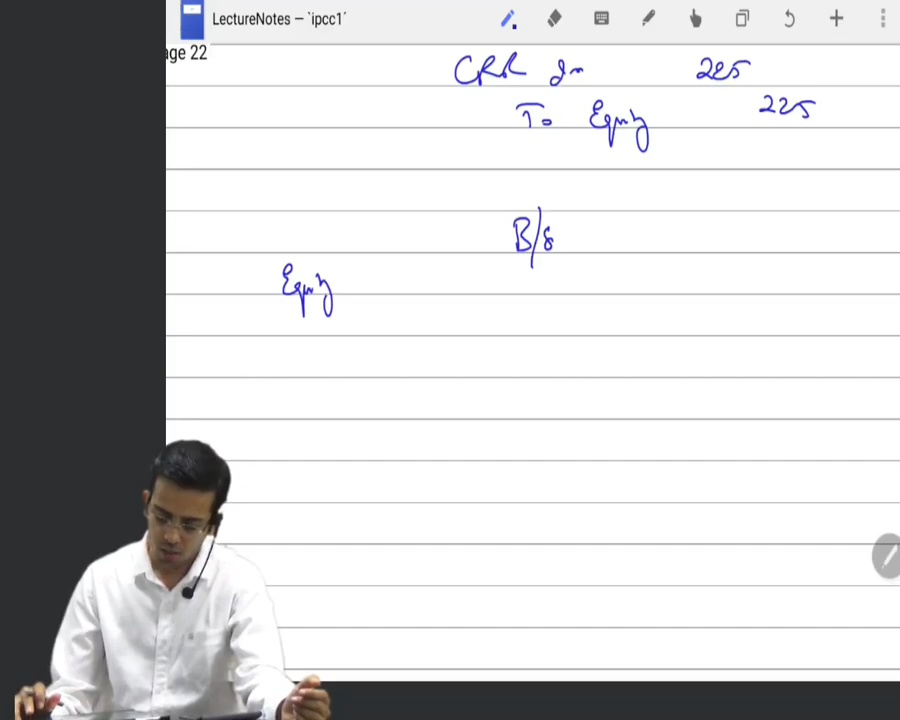 LectureNotes – `ipcc1´
age 22
CRR Dr 225
To Equity 225
B/S
Equity